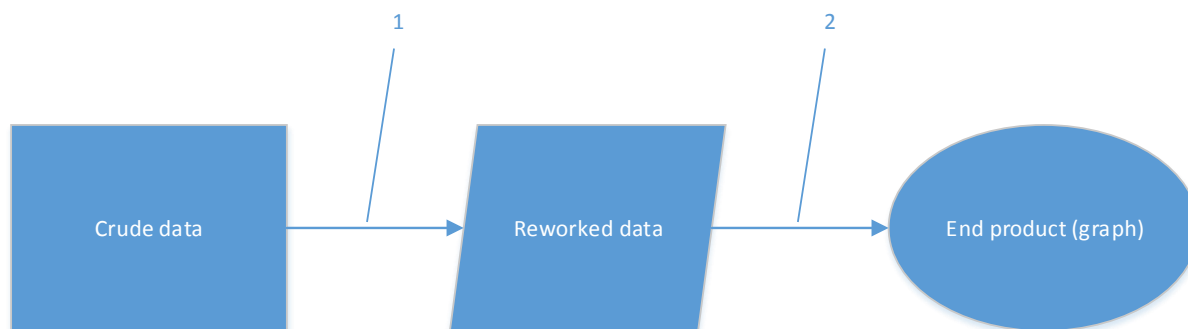 1
2
Crude data
Reworked data
End product (graph)